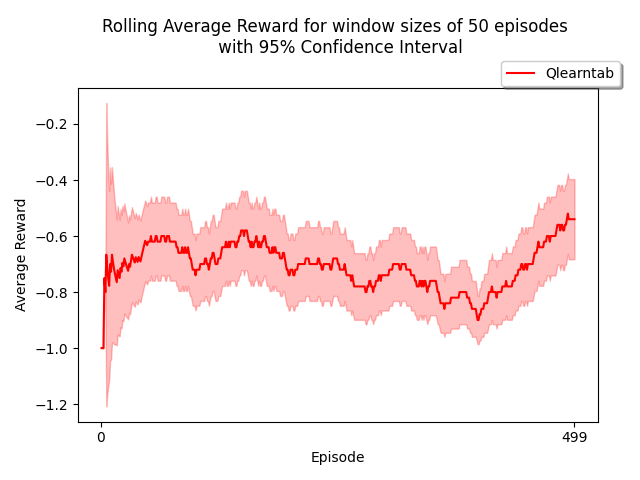 Rolling Average Reward for window sizes of 50 episodes
with 95% Confidence Interval
Qlearntab
−0.2
−0.4
−0.6
−0.8
−1.0
−1.2
Average Reward
0
499
Episode